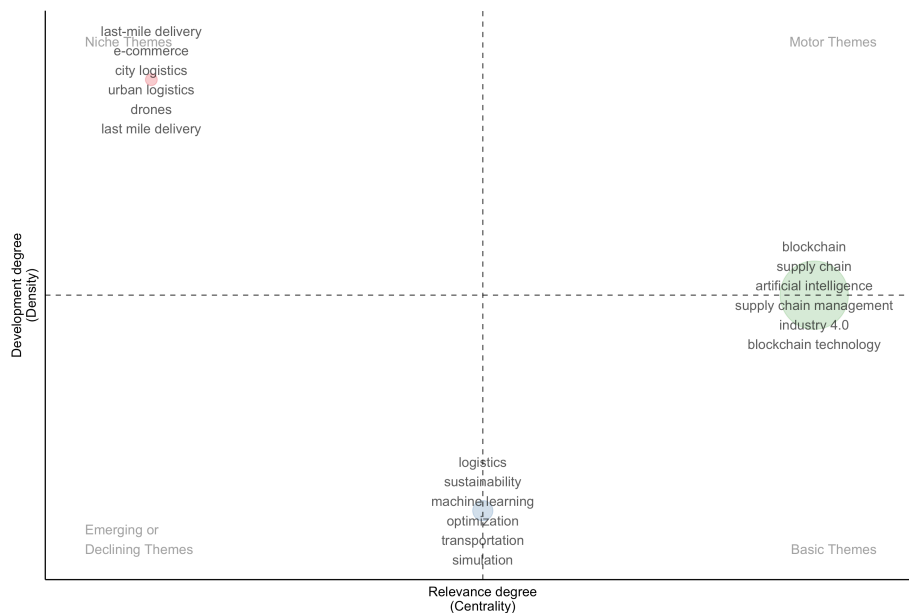 last-mile delivery
Niche Themes
e-commerce
city logistics
urban logistics
drones
last mile delivery
Motor Themes
blockchain
supply chain
artificial intelligence
supply chain management
industry 4.0
blockchain technology
Development degree
(Density)
logistics
sustainability
machine learning
optimization
transportation
simulation
Emerging or
Declining Themes
Basic Themes
Relevance degree
(Centrality)